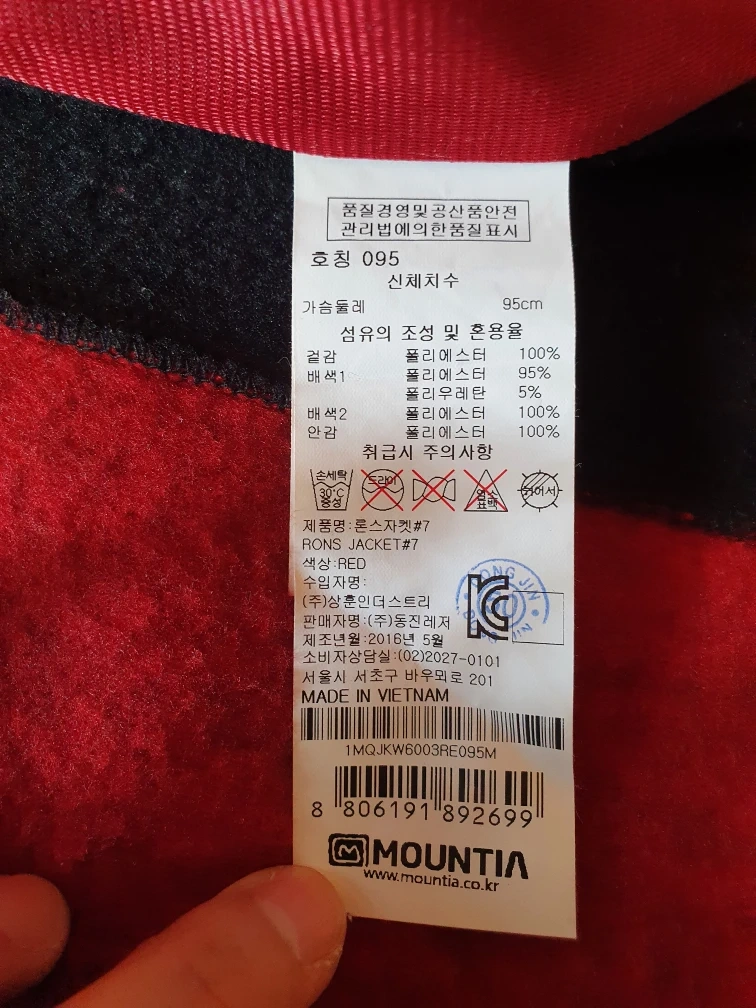 품질경영및공산품안전
관리법에의한품질표시
호칭 095
신체치수
가슴둘레 95cm
섬유의 조성 및 혼용율
겉감 폴리에스터 100%
배색1 폴리에스터 95%
폴리우레탄 5%
배색2 폴리에스터 100%
안감 폴리에스터 100%
취급시 주의사항
손세탁 30℃ 중성
드라이
염소 표백
뉘어서
제품명:론스자켓#7
RONS JACKET#7
색상:RED
수입자명:
(주)상훈인더스트리
판매자명:(주)동진레저
제조년월:2016년 5월
소비자상담실:(02)2027-0101
서울시 서초구 바우뫼로 201
MADE IN VIETNAM
1MQJKW6003RE095M
8 806191 892699
M MOUNTIA
www.mountia.co.kr